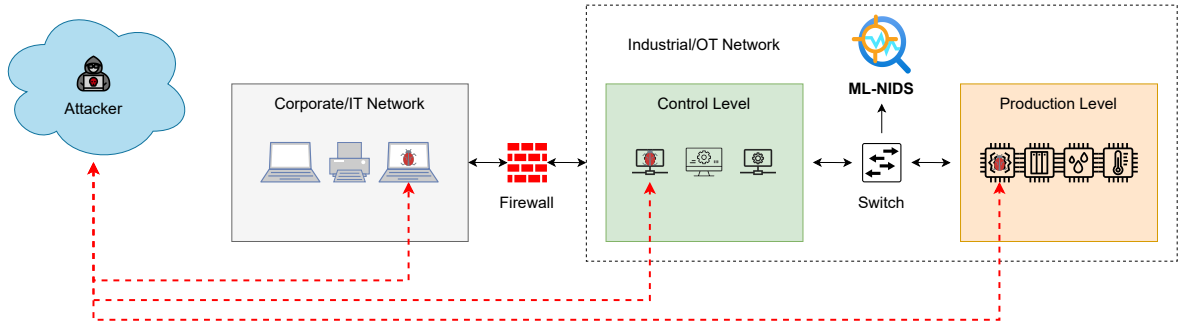 Attacker
Corporate/IT Network
Firewall
Industrial/OT Network
Control Level
ML-NIDS
Switch
Production Level